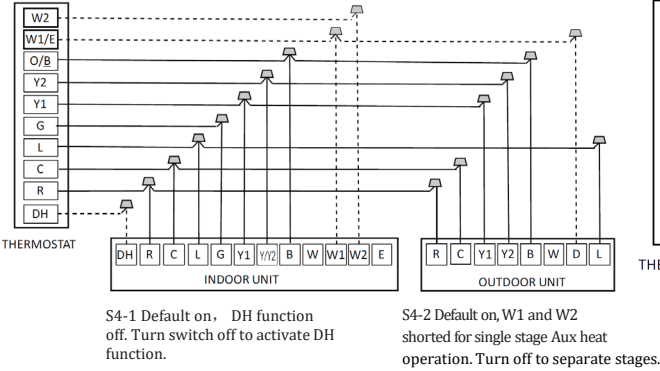 W2
W1/E
O/B
Y2
Y1
G
L
C
R
DH
THERMOSTAT
DH R C L G Y1 Y/Y2 B W W1 W2 E
INDOOR UNIT
R C Y1 Y2 B W D L
OUTDOOR UNIT
THE
S4-1 Default on, DH function
off. Turn switch off to activate DH
function.
S4-2 Default on, W1 and W2
shorted for single stage Aux heat
operation. Turn off to separate stages.